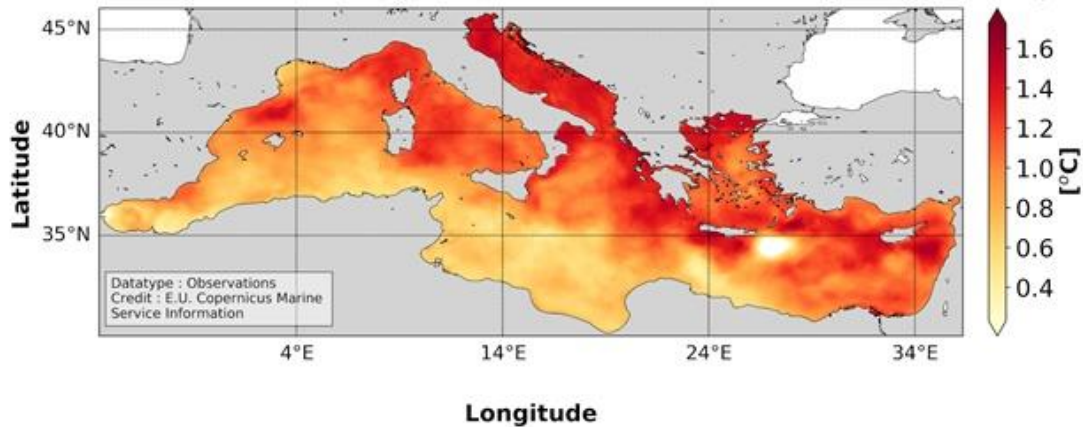 45°N
40°N
35°N
Latitude
Datatype : Observations
Credit : E.U. Copernicus Marine
Service Information
4°E 14°E 24°E 34°E
Longitude
1.6
1.4
1.2
1.0
0.8
0.6
0.4
[°C]